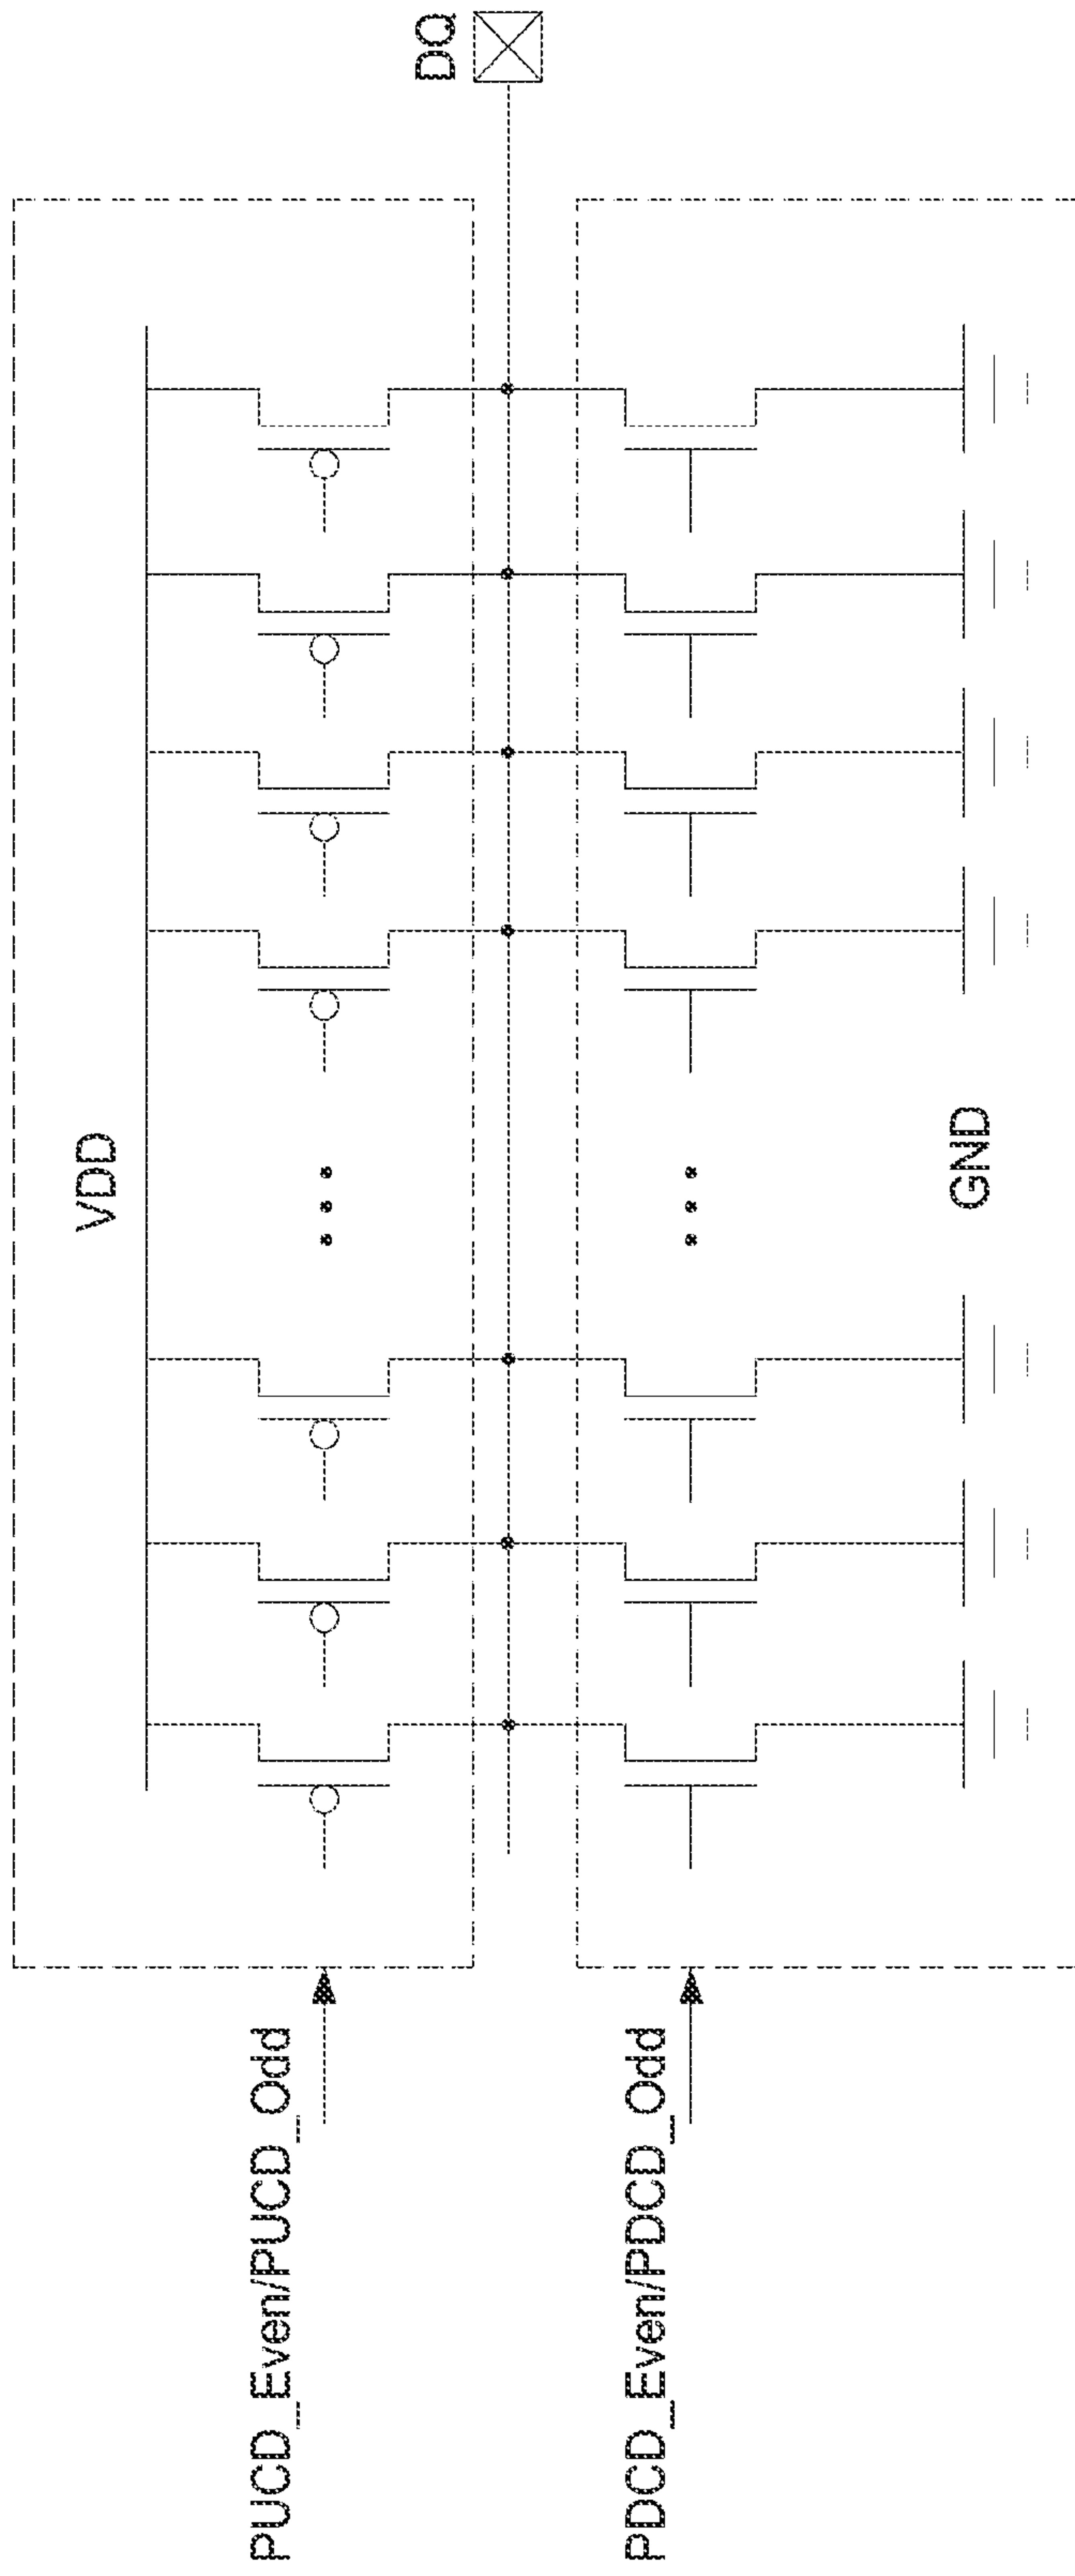 DQ
VDD
GND
PUCD_Even/PUCD_Odd
PDCD_Even/PDCD_Odd